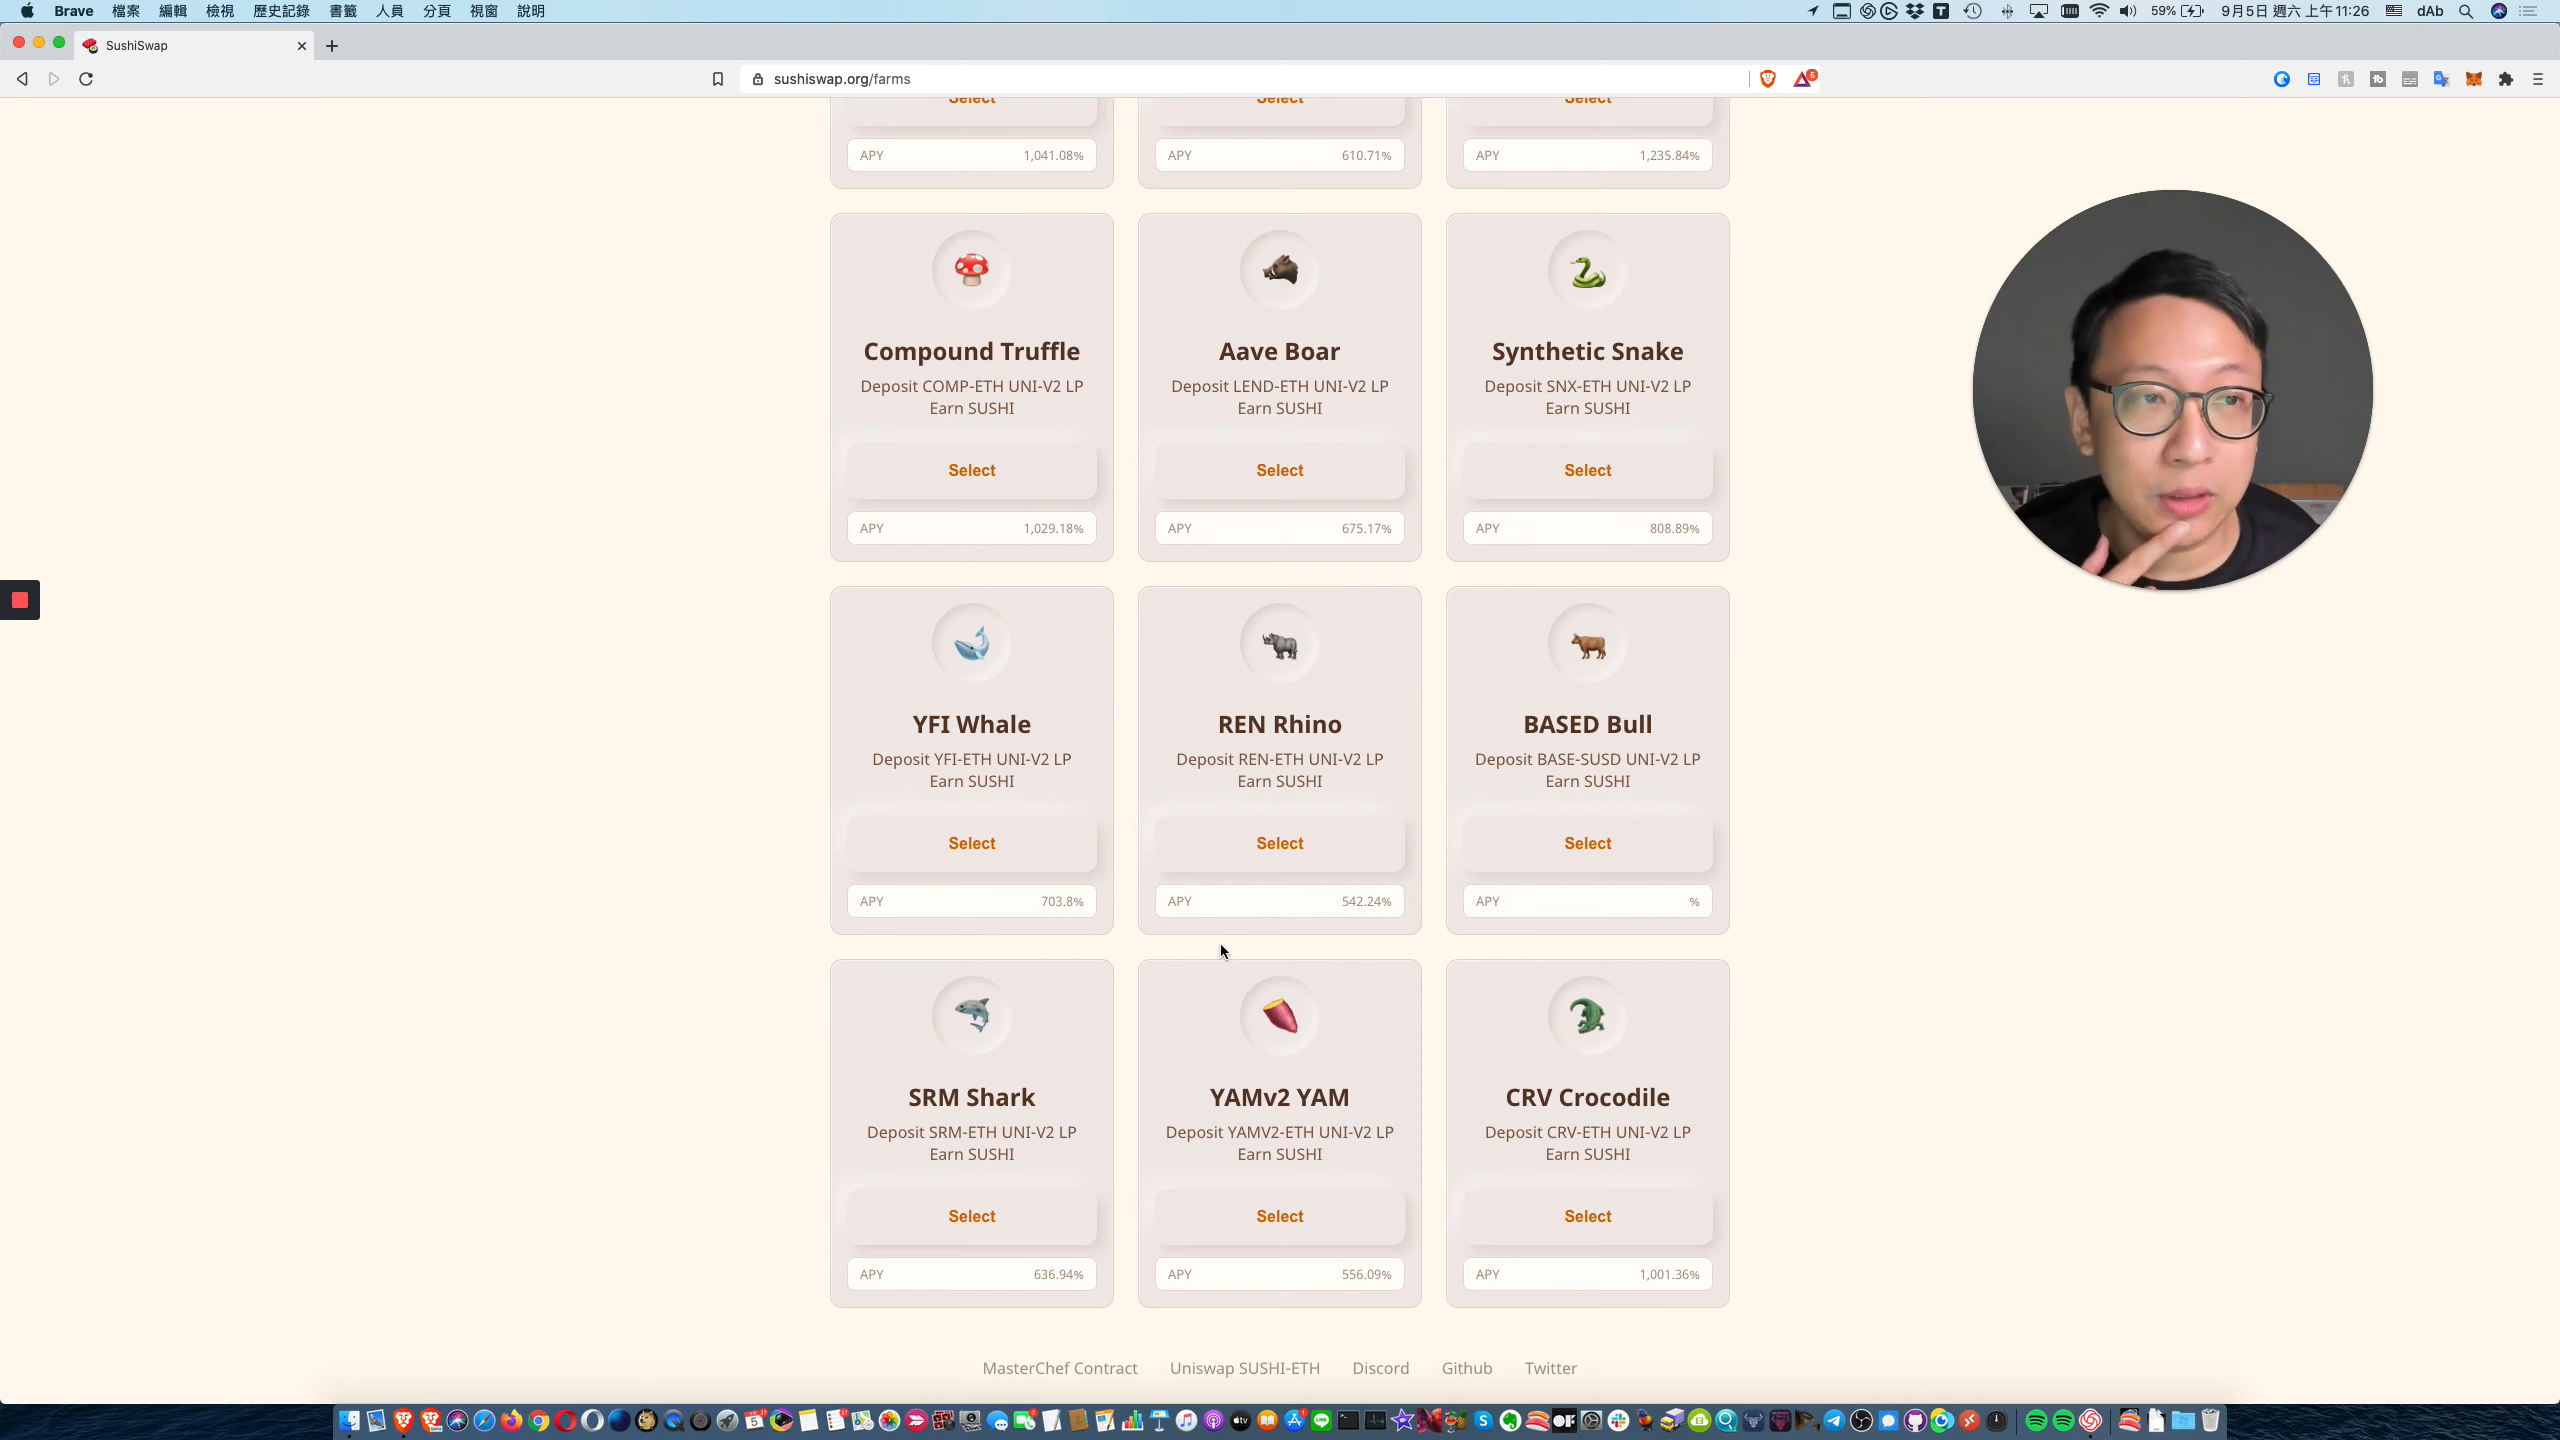 Brave 檔案 編輯 檢視 歷史記錄 書籤 人員 分頁 視窗 說明 59% 9月5日 週六 上午11:26 dAb
SushiSwap
sushiswap.org/farms
5
Select Select Select
APY 1,041.08% APY 610.71% APY 1,235.84%
Compound Truffle Aave Boar Synthetic Snake
Deposit COMP-ETH UNI-V2 LP Deposit LEND-ETH UNI-V2 LP Deposit SNX-ETH UNI-V2 LP
Earn SUSHI Earn SUSHI Earn SUSHI
Select Select Select
APY 1,029.18% APY 675.17% APY 808.89%
YFI Whale REN Rhino BASED Bull
Deposit YFI-ETH UNI-V2 LP Deposit REN-ETH UNI-V2 LP Deposit BASE-SUSD UNI-V2 LP
Earn SUSHI Earn SUSHI Earn SUSHI
Select Select Select
APY 703.8% APY 542.24% APY %
SRM Shark YAMv2 YAM CRV Crocodile
Deposit SRM-ETH UNI-V2 LP Deposit YAMV2-ETH UNI-V2 LP Deposit CRV-ETH UNI-V2 LP
Earn SUSHI Earn SUSHI Earn SUSHI
Select Select Select
APY 636.94% APY 556.09% APY 1,001.36%
MasterChef Contract Uniswap SUSHI-ETH Discord Github Twitter